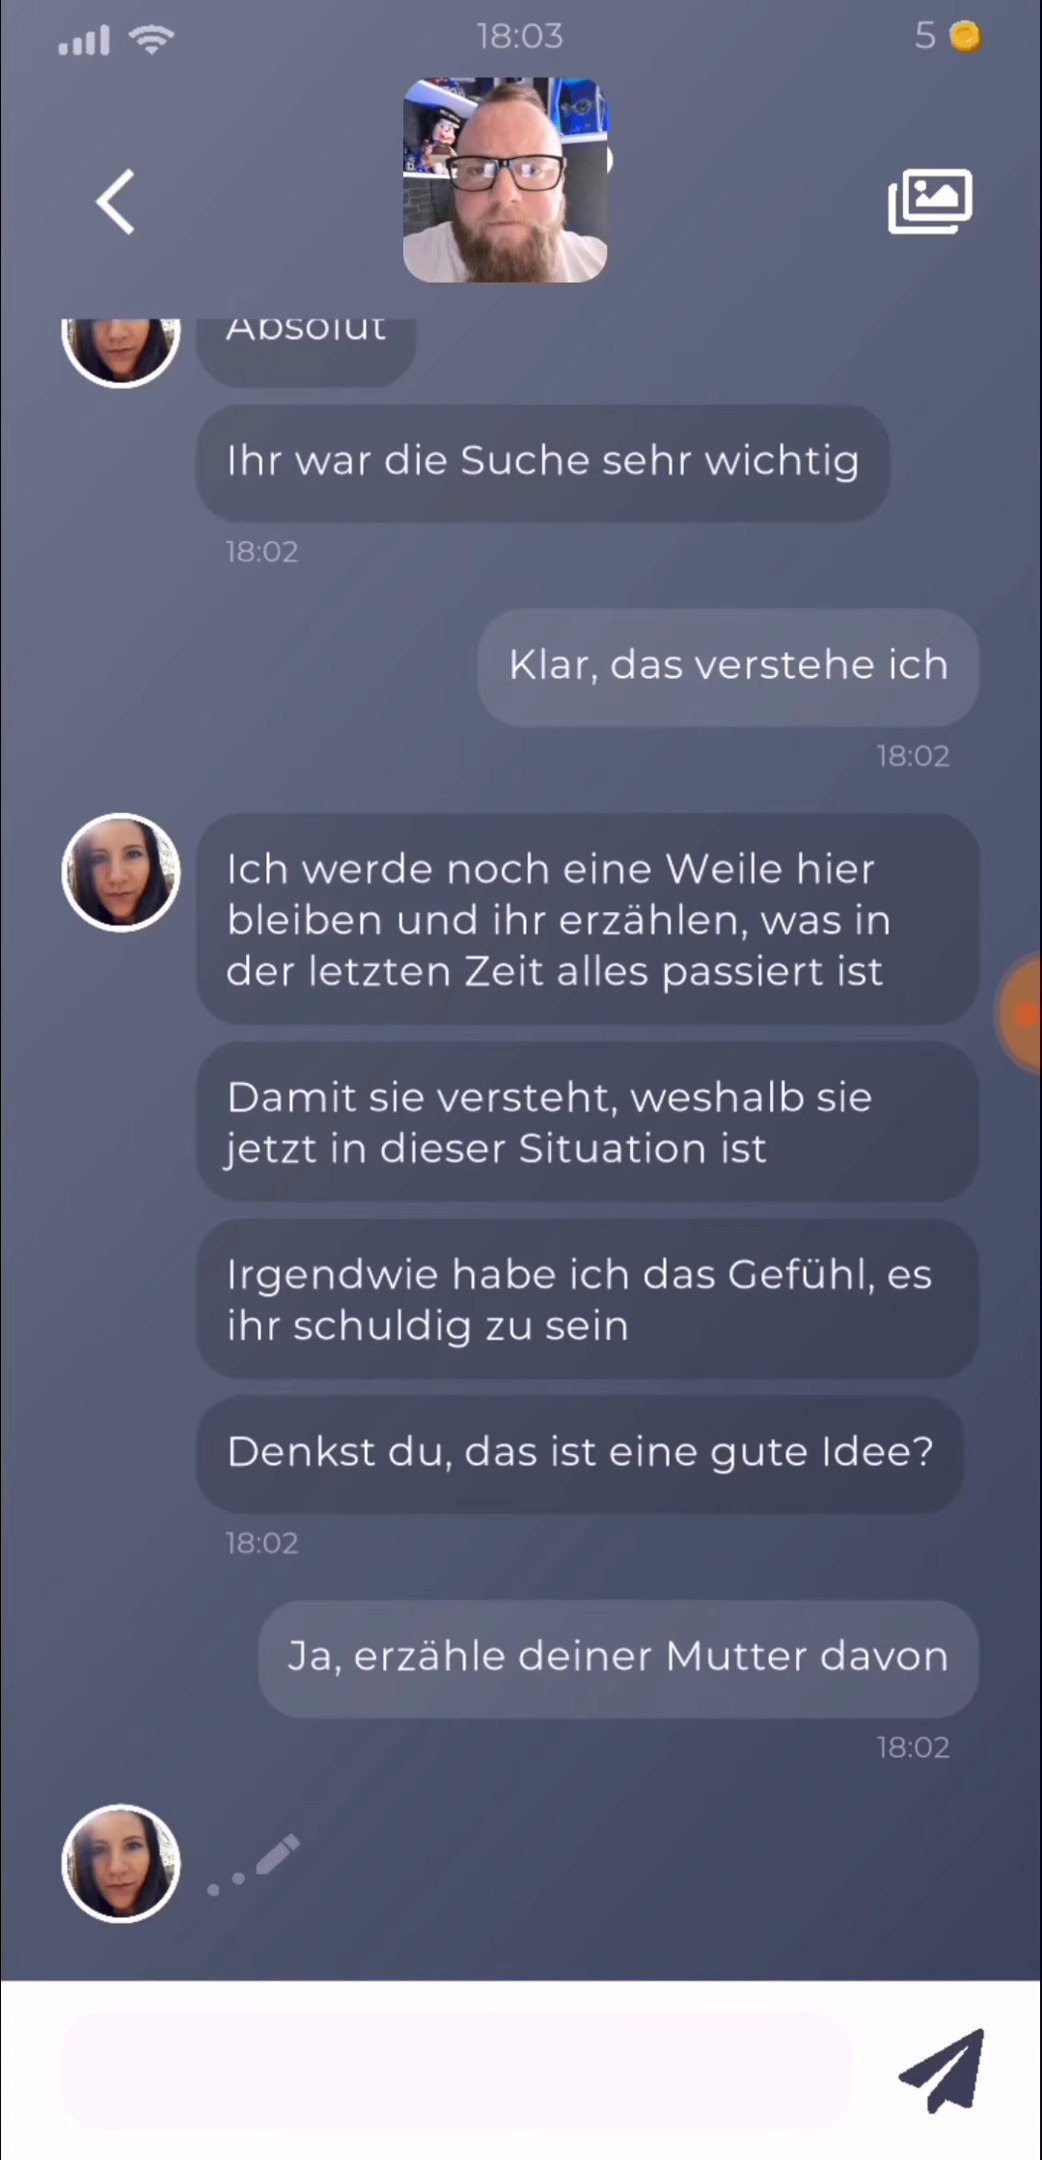 18:03
5
Absolut
Ihr war die Suche sehr wichtig
18:02
Klar, das verstehe ich
18:02
Ich werde noch eine Weile hier
bleiben und ihr erzählen, was in
der letzten Zeit alles passiert ist
Damit sie versteht, weshalb sie
jetzt in dieser Situation ist
Irgendwie habe ich das Gefühl, es
ihr schuldig zu sein
Denkst du, das ist eine gute Idee?
18:02
Ja, erzähle deiner Mutter davon
18:02